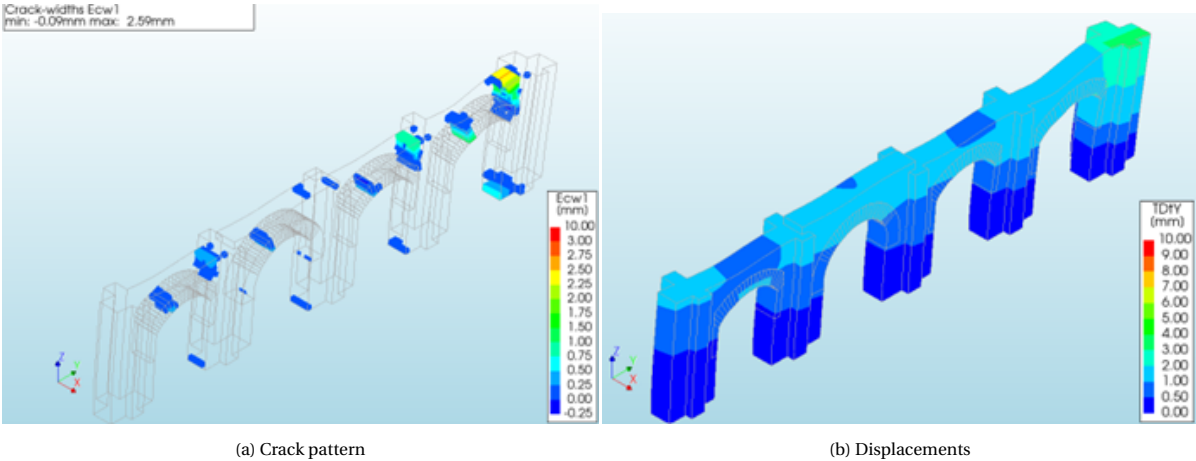 Crack-widths Ecw1
min: -0.09mm max: 2.59mm
Ecw1
(mm)
10.00
3.00
2.75
2.50
2.25
2.00
1.75
1.50
1.00
0.75
0.50
0.25
0.00
-0.25
Z
Y
X
TDtY
(mm)
10.00
9.00
8.00
7.00
6.00
5.00
4.00
3.00
2.00
1.00
0.50
0.00
Z
Y
X
(a) Crack pattern
(b) Displacements